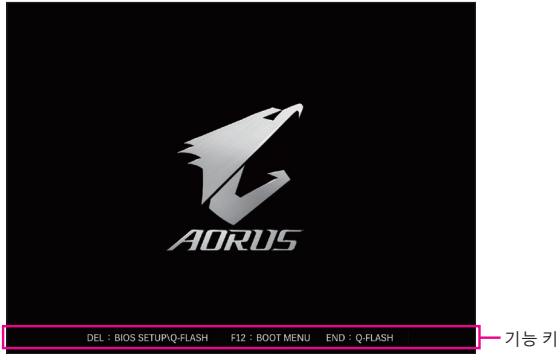 AORUS
DEL : BIOS SETUP\Q-FLASH F12 : BOOT MENU END : Q-FLASH
기능 키